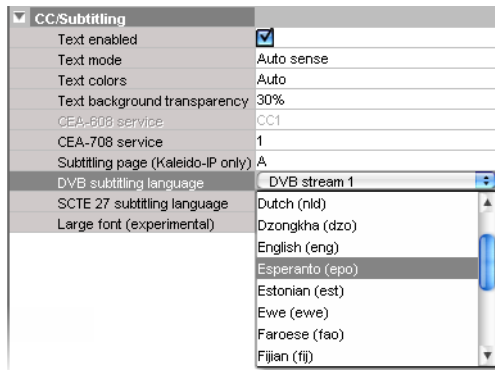 CC/Subtitling
Text enabled
Text mode Auto sense
Text colors Auto
Text background transparency 30%
CEA-608 service CC1
CEA-708 service 1
Subtitling page (Kaleido-IP only) A
DVB subtitling language DVB stream 1
SCTE 27 subtitling language Dutch (nld)
Large font (experimental) Dzongkha (dzo)
English (eng)
Esperanto (epo)
Estonian (est)
Ewe (ewe)
Faroese (fao)
Fijian (fij)